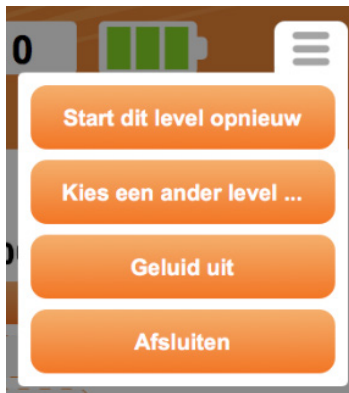 0
Start dit level opnieuw
Kies een ander level ...
Geluid uit
Afsluiten